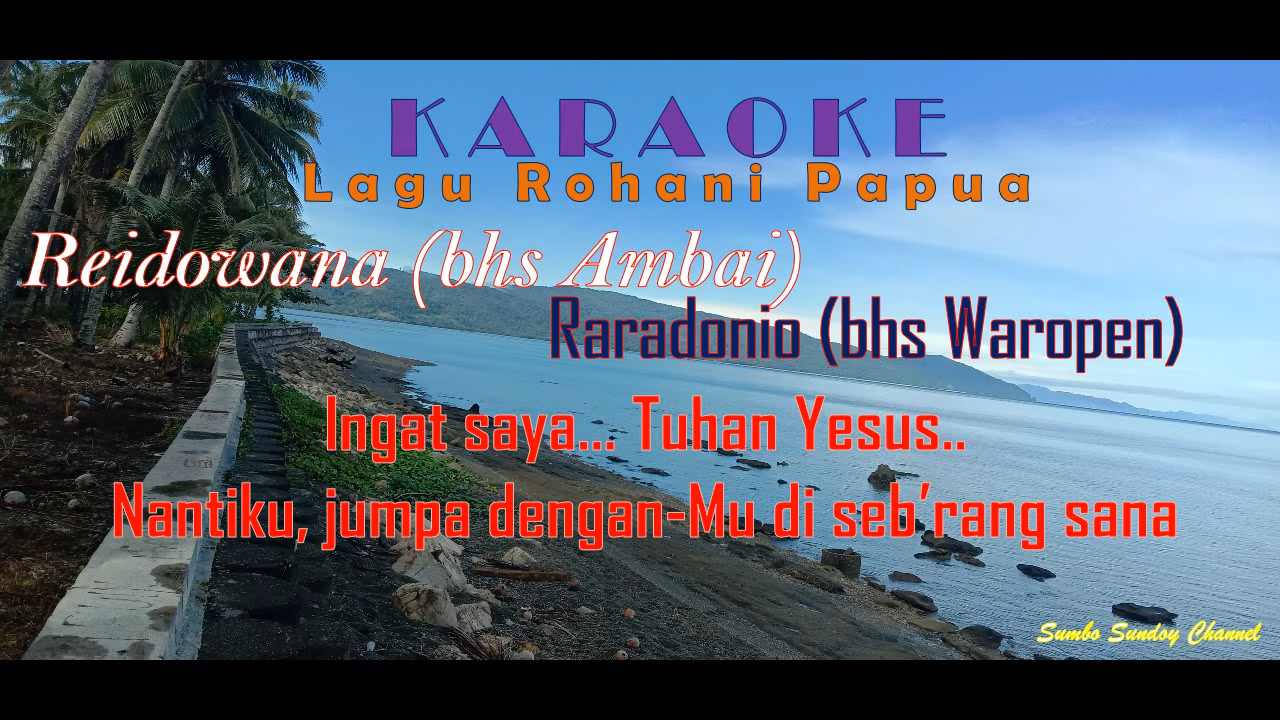 KARAOKE
Lagu Rohani Papua
Reidowana (bhs Ambai)
Raradonio (bhs Waropen)
Ingat saya... Tuhan Yesus..
Nantiku, jumpa dengan-Mu di seb'rang sana
Sumbo Sundoy Channel